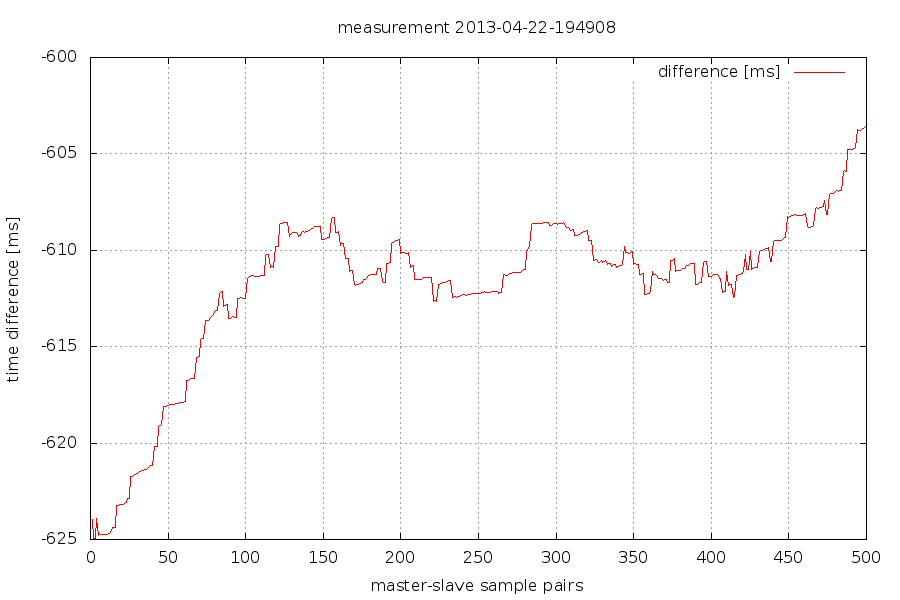 measurement 2013-04-22-194908
difference [ms]
-600
-605
-610
-615
-620
-625
time difference [ms]
0 50 100 150 200 250 300 350 400 450 500
master-slave sample pairs